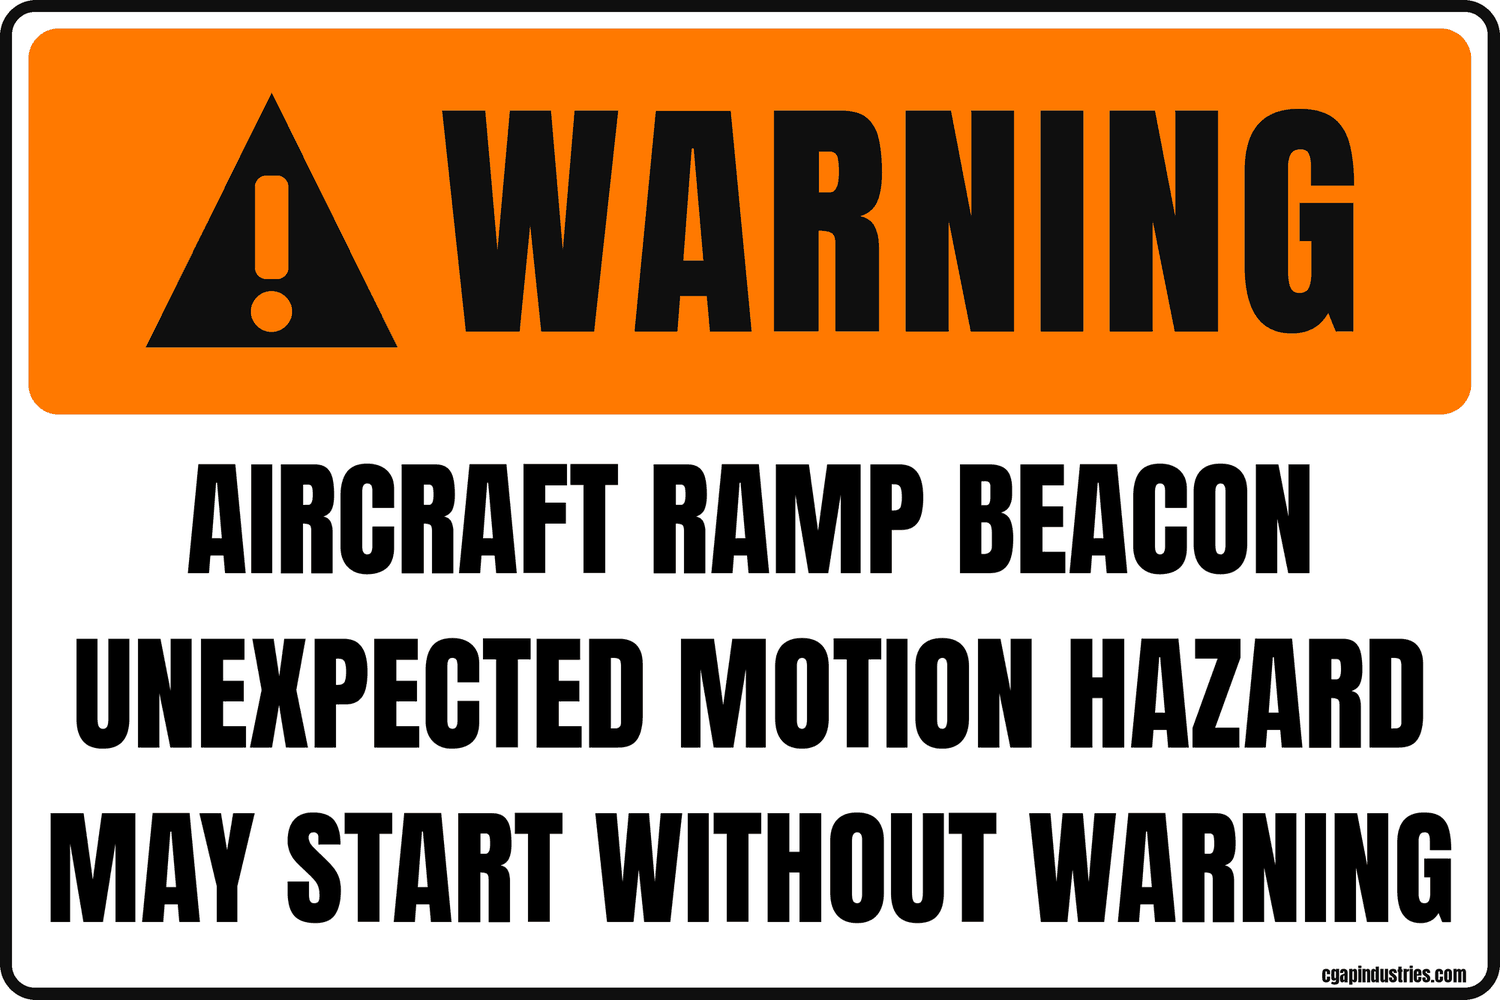 WARNING
AIRCRAFT RAMP BEACON
UNEXPECTED MOTION HAZARD
MAY START WITHOUT WARNING
cgapindustries.com